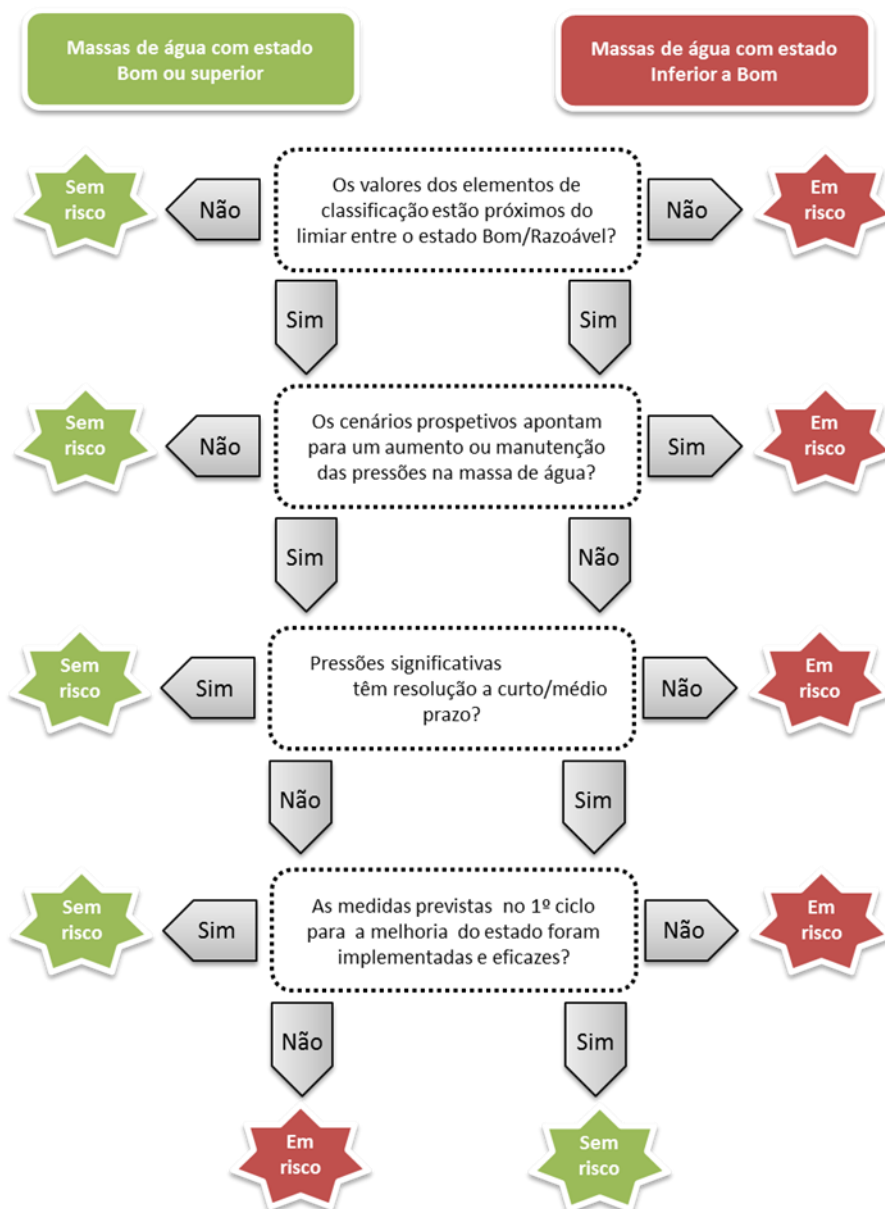 Massas de água com estado
Bom ou superior
Massas de água com estado
Inferior a Bom
Sem
risco
Não
Os valores dos elementos de
classificação estão próximos do
limiar entre o estado Bom/Razoável?
Não
Em
risco
Sim
Sim
Sem
risco
Não
Os cenários prospetivos apontam
para um aumento ou manutenção
das pressões na massa de água?
Sim
Em
risco
Sim
Não
Sem
risco
Sim
Pressões significativas
têm resolução a curto/médio
prazo?
Não
Em
risco
Não
Sim
Sem
risco
Sim
As medidas previstas no 1º ciclo
para a melhoria do estado foram
implementadas e eficazes?
Não
Em
risco
Não
Sim
Em
risco
Sem
risco